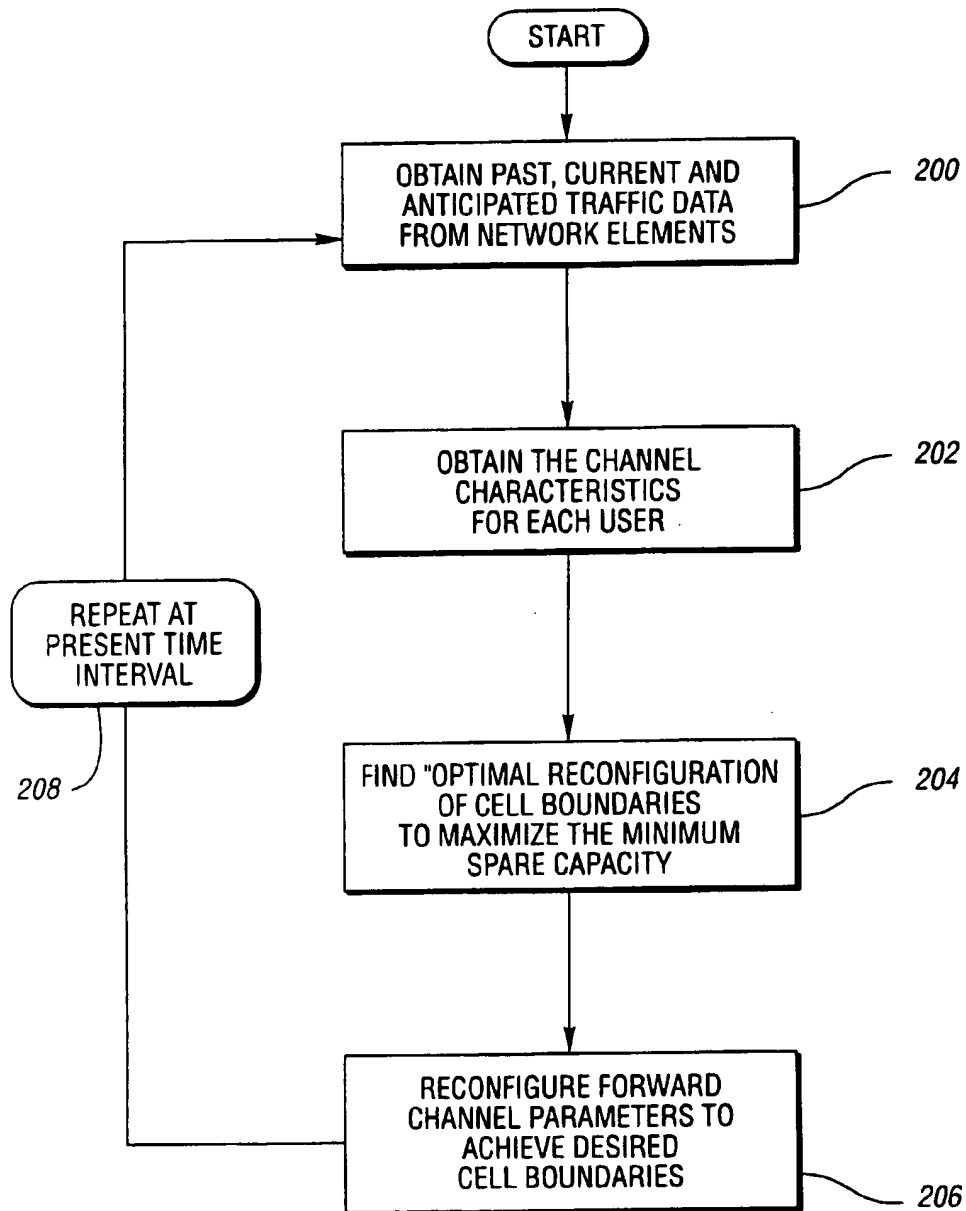 START
OBTAIN PAST, CURRENT AND
ANTICIPATED TRAFFIC DATA
FROM NETWORK ELEMENTS
200
OBTAIN THE CHANNEL
CHARACTERISTICS
FOR EACH USER
202
REPEAT AT
PRESENT TIME
INTERVAL
208
FIND "OPTIMAL RECONFIGURATION
OF CELL BOUNDARIES
TO MAXIMIZE THE MINIMUM
SPARE CAPACITY
204
RECONFIGURE FORWARD
CHANNEL PARAMETERS TO
ACHIEVE DESIRED
CELL BOUNDARIES
206